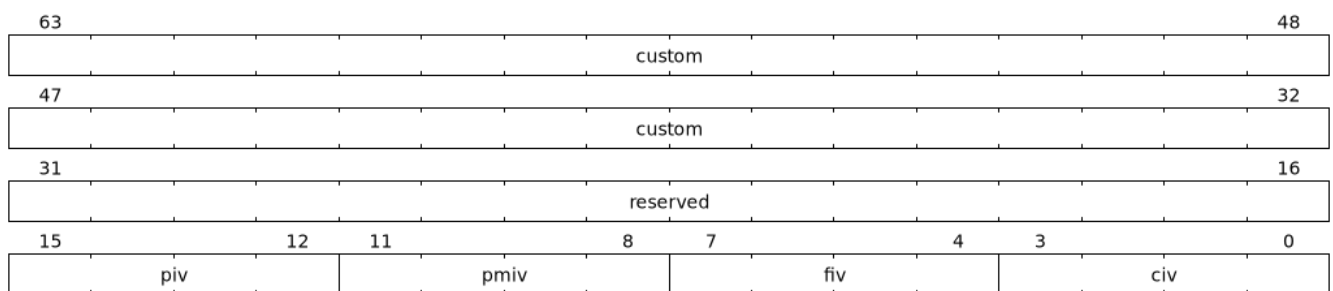 63 48
custom
47 32
custom
31 16
reserved
15 12 11 8 7 4 3 0
piv pmiv fiv civ